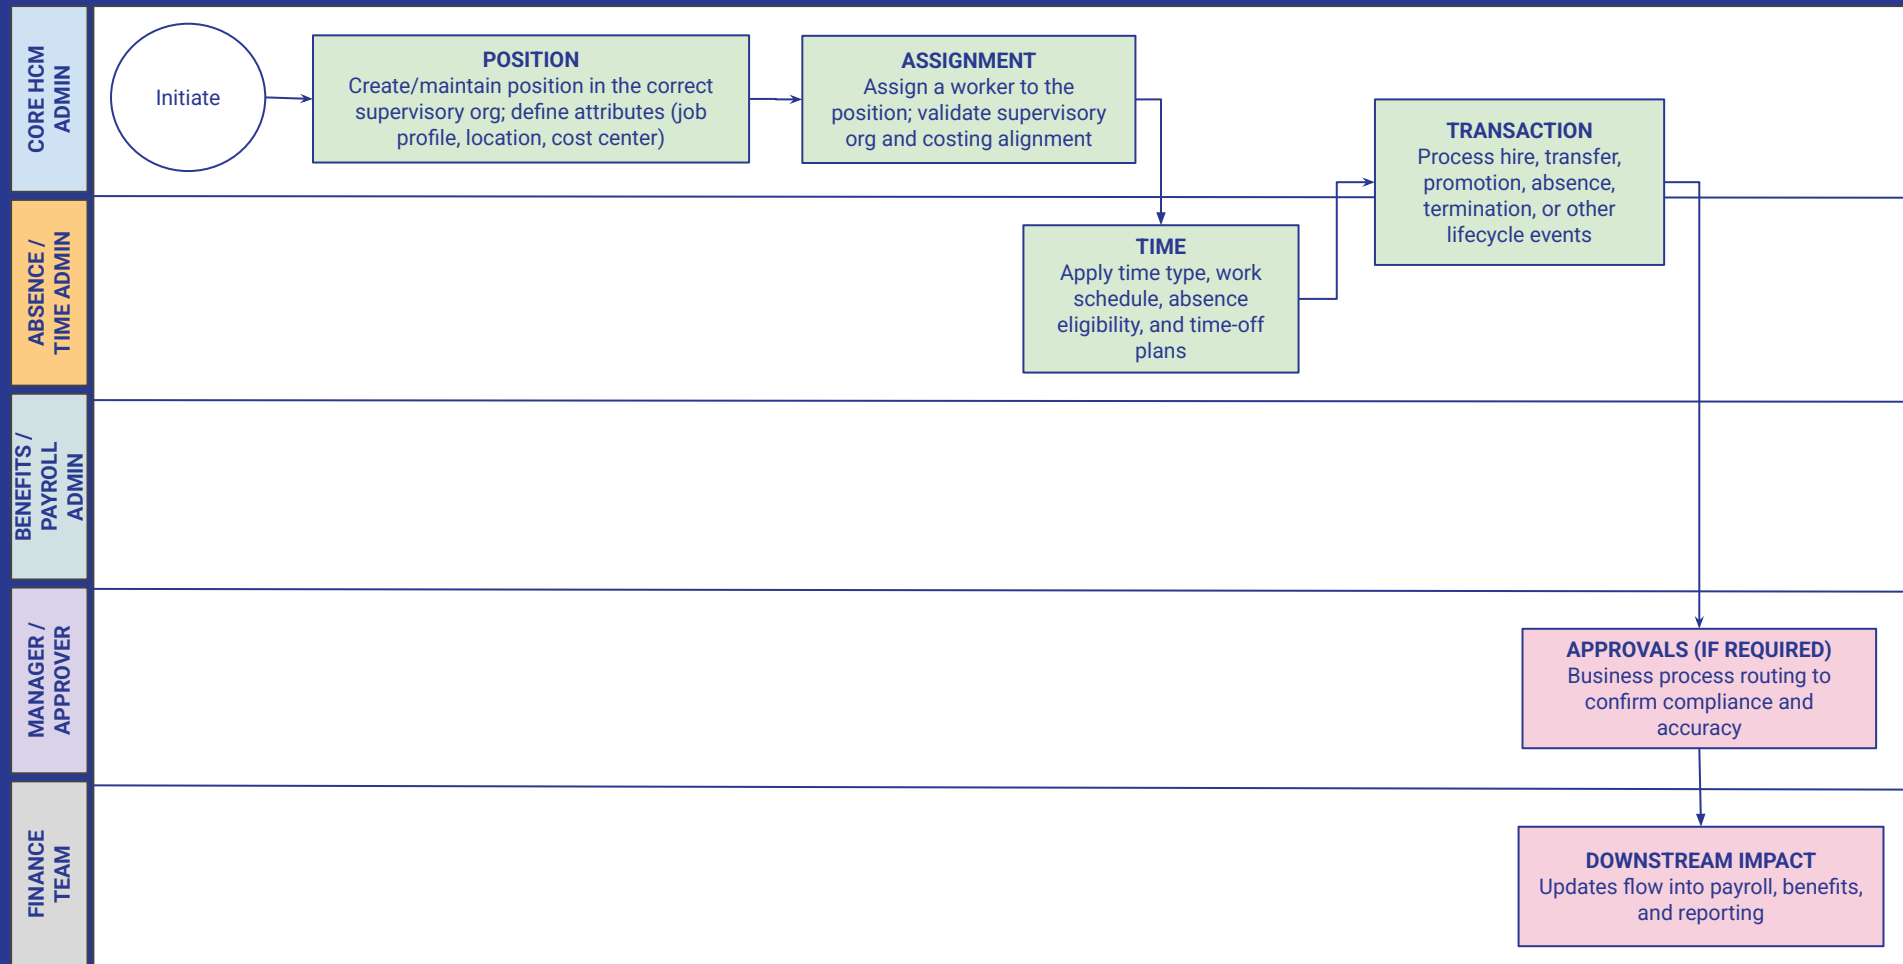 CORE HCM
ADMIN
Initiate
POSITION
Create/maintain position in the correct
supervisory org; define attributes (job
profile, location, cost center)
ASSIGNMENT
Assign a worker to the
position; validate supervisory
org and costing alignment
TRANSACTION
Process hire, transfer,
promotion, absence,
termination, or other
lifecycle events
ABSENCE /
TIME ADMIN
TIME
Apply time type, work
schedule, absence
eligibility, and time-off
plans
BENEFITS /
PAYROLL
ADMIN
MANAGER /
APPROVER
APPROVALS (IF REQUIRED)
Business process routing to
confirm compliance and
accuracy
FINANCE
TEAM
DOWNSTREAM IMPACT
Updates flow into payroll, benefits,
and reporting